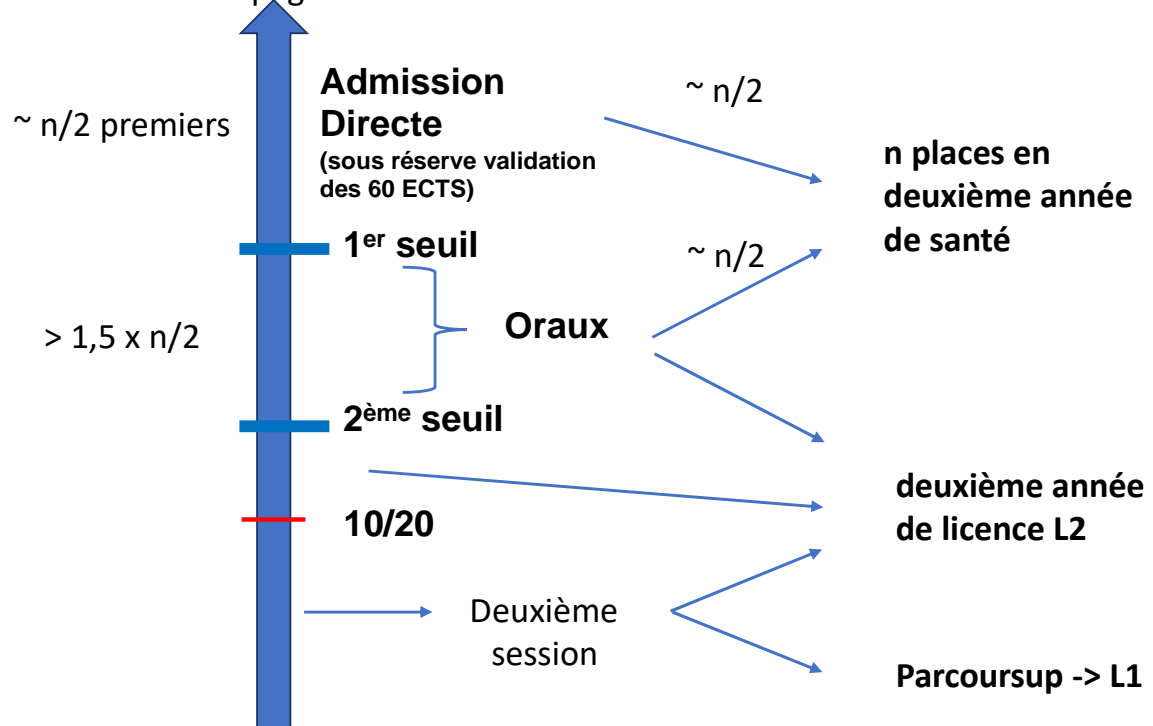 ~ n/2 premiers
Admission
Directe
(sous réserve validation
des 60 ECTS)
~ n/2
n places en
deuxième année
de santé
1er seuil
~ n/2
> 1,5 x n/2
Oraux
2ème seuil
deuxième année
de licence L2
10/20
Deuxième
session
Parcoursup -> L1